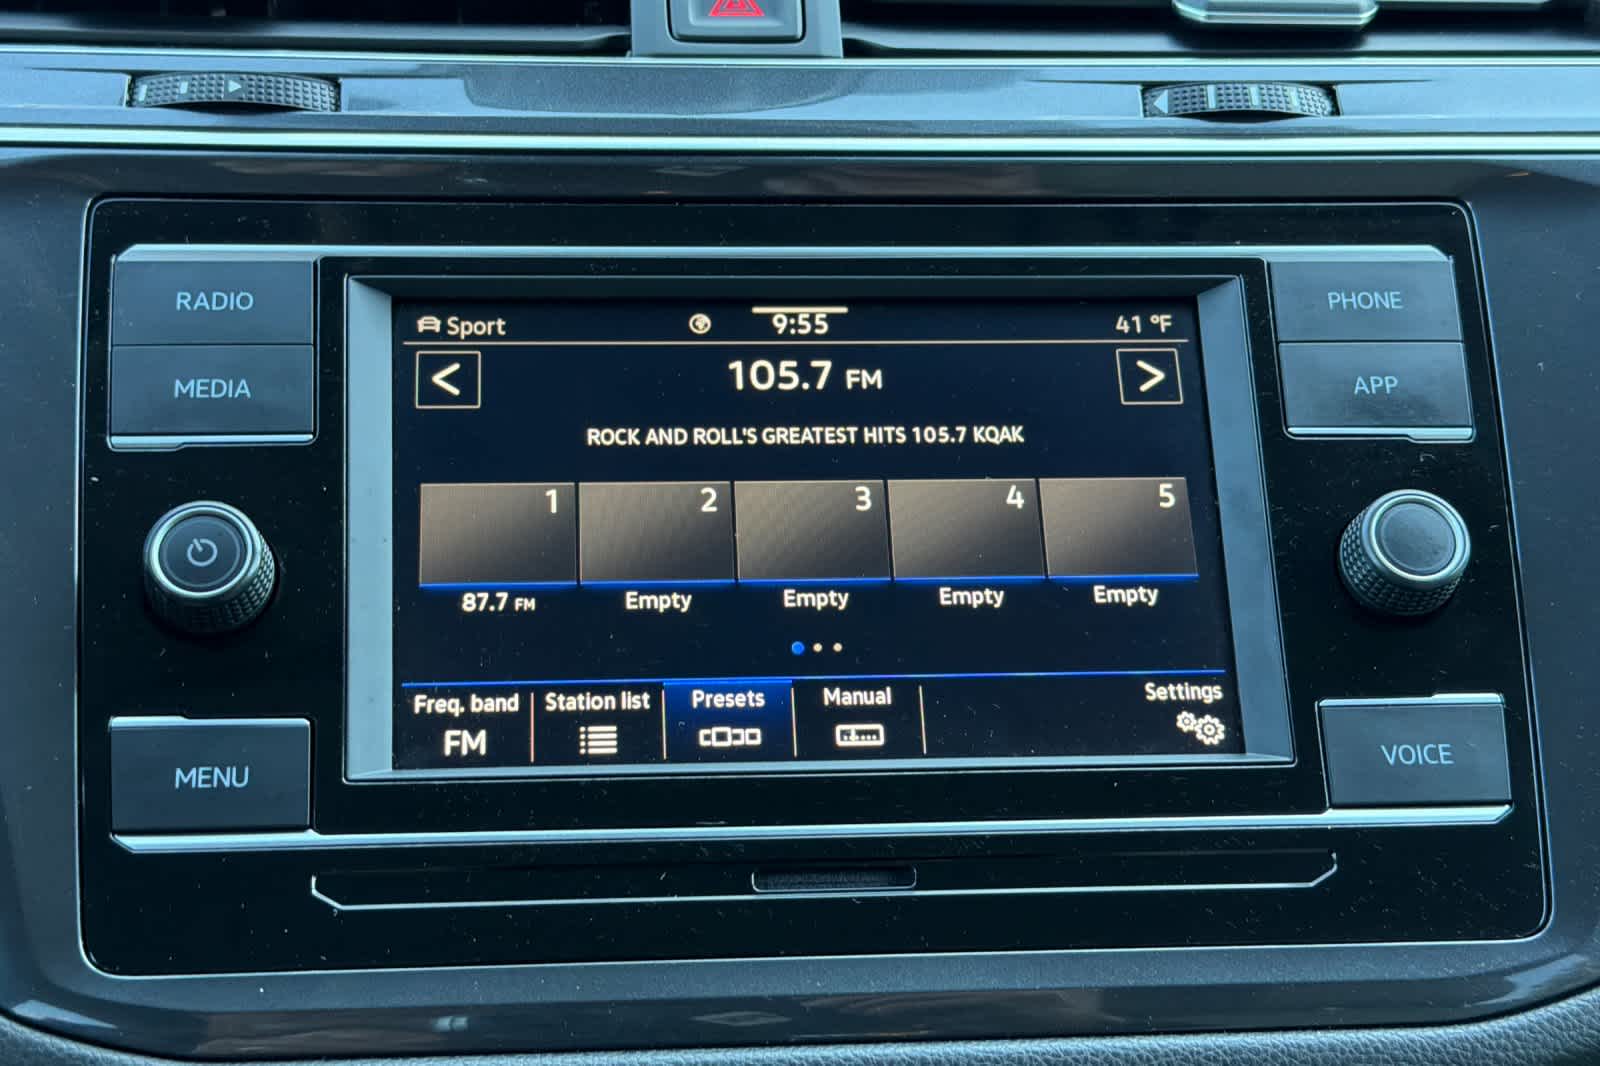 RADIO
MEDIA
MENU
PHONE
APP
VOICE
Sport 9:55 41 °F
< 105.7 FM >
ROCK AND ROLL'S GREATEST HITS 105.7 KQAK
1 2 3 4 5
87.7 FM Empty Empty Empty Empty
Freq. band Station list Presets Manual Settings
FM